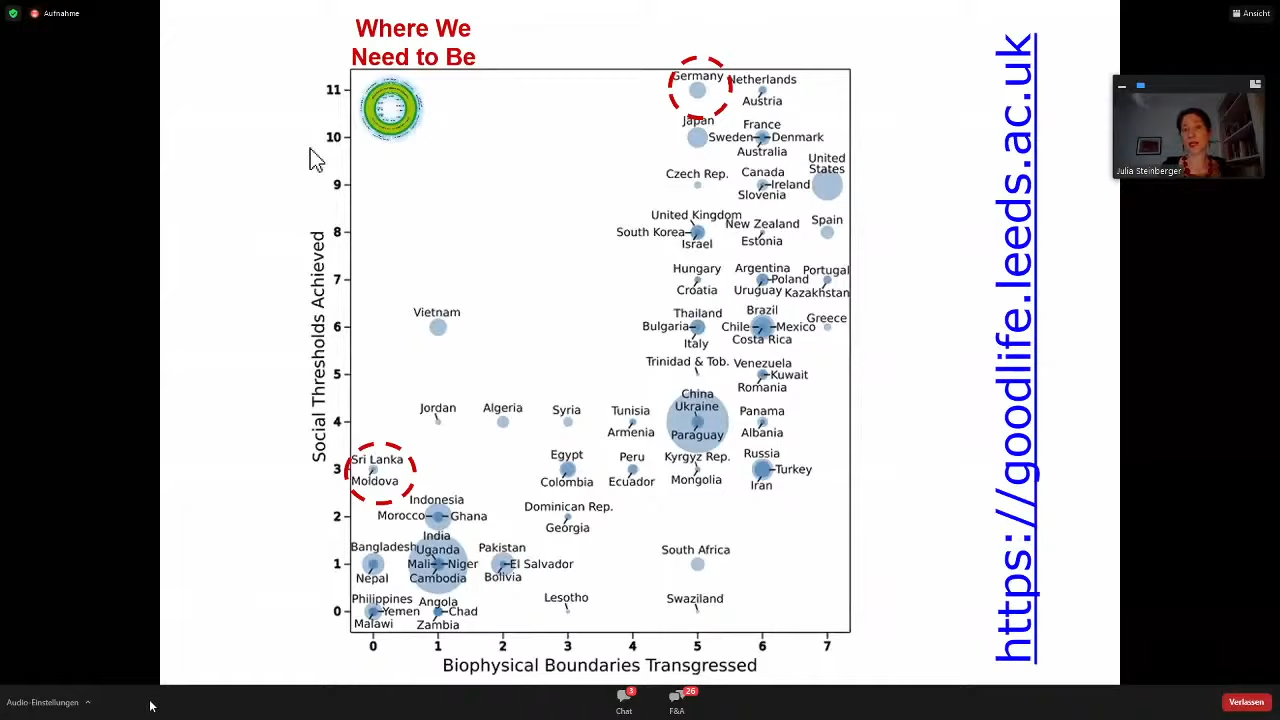 Aufnahme
Ansicht
Where We
Need to Be
Social Thresholds Achieved
11
10
9
8
7
6
5
4
3
2
1
0
Germany
Netherlands
Austria
Japan
France
Sweden
Denmark
Australia
United
States
Czech Rep.
Canada
Ireland
Slovenia
United Kingdom
South Korea
Israel
New Zealand
Estonia
Spain
Hungary
Croatia
Argentina
Poland
Uruguay
Portugal
Kazakhstan
Vietnam
Thailand
Bulgaria
Italy
Brazil
Chile
Mexico
Costa Rica
Greece
Trinidad & Tob.
Venezuela
Kuwait
Romania
Jordan
Algeria
Syria
Tunisia
Armenia
China
Ukraine
Paraguay
Panama
Albania
Sri Lanka
Moldova
Egypt
Colombia
Peru
Ecuador
Kyrgyz Rep.
Mongolia
Russia
Turkey
Iran
Indonesia
Morocco
Ghana
Dominican Rep.
Georgia
Bangladesh
Nepal
India
Uganda
Mali
Niger
Cambodia
Pakistan
El Salvador
Bolivia
South Africa
Philippines
Yemen
Malawi
Angola
Chad
Zambia
Lesotho
Swaziland
0 1 2 3 4 5 6 7
Biophysical Boundaries Transgressed
https://goodlife.leeds.ac.uk
Julia Steinberger
Audio-Einstellungen
3
Chat
26
F&A
Verlassen